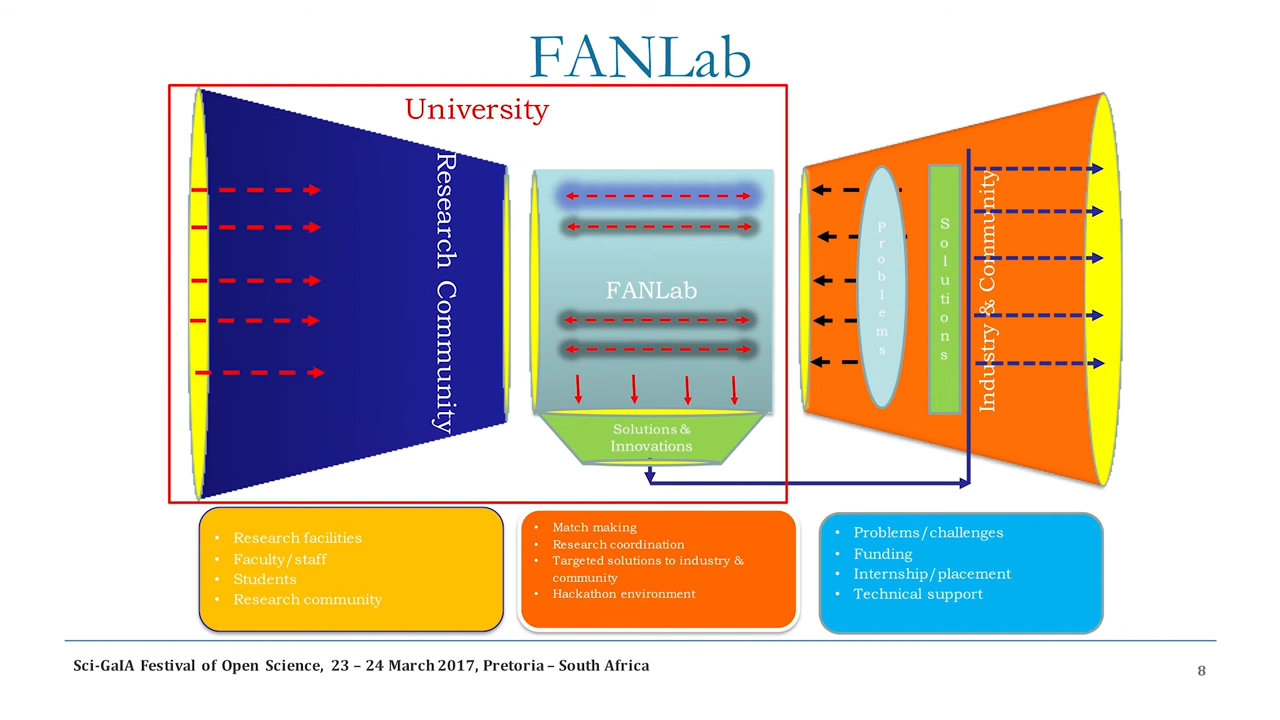 FANLab
University
Research Community
FANLab
Solutions &
Innovations
Problems
Solutions
Industry & Community
• Research facilities
• Faculty/staff
• Students
• Research community
• Match making
• Research coordination
• Targeted solutions to industry &
community
• Hackathon environment
• Problems/challenges
• Funding
• Internship/placement
• Technical support
Sci-GaIA Festival of Open Science, 23 – 24 March 2017, Pretoria – South Africa
8